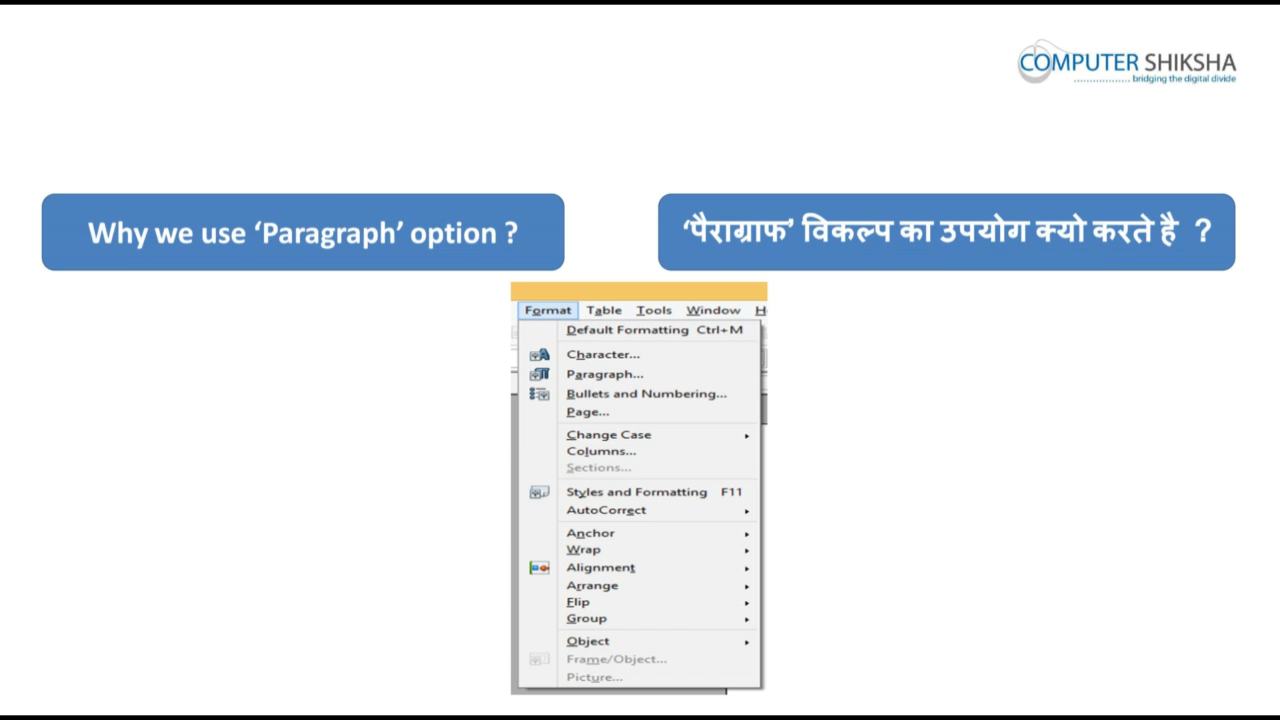 COMPUTER SHIKSHA
.................. bridging the digital divide
Why we use ‘Paragraph’ option ?
‘पैराग्राफ’ विकल्प का उपयोग क्यो करते है ?
Format Table Tools Window H
Default Formatting Ctrl+M
Character...
Paragraph...
Bullets and Numbering...
Page...
Change Case
Columns...
Sections...
Styles and Formatting F11
AutoCorrect
Anchor
Wrap
Alignment
Arrange
Flip
Group
Object
Frame/Object...
Picture...